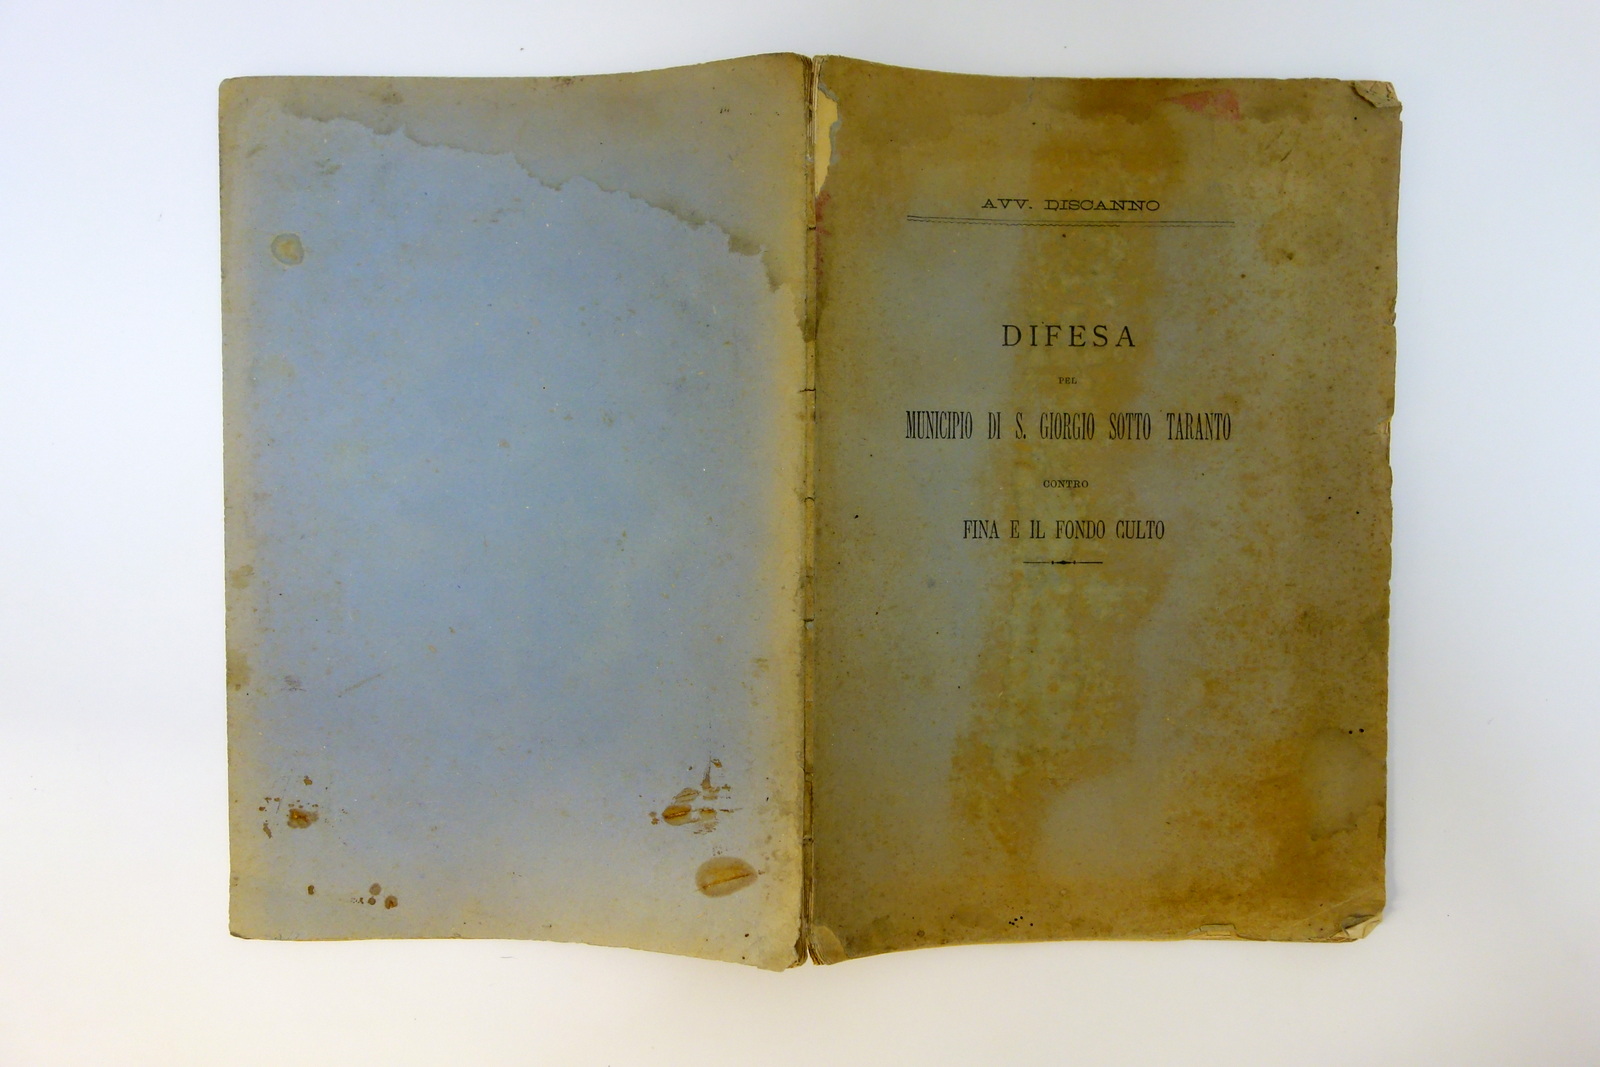 AVV. DISCANNO
DIFESA
PEL
MUNICIPIO DI S. GIORGIO SOTTO TARANTO
CONTRO
FINA E IL FONDO CULTO